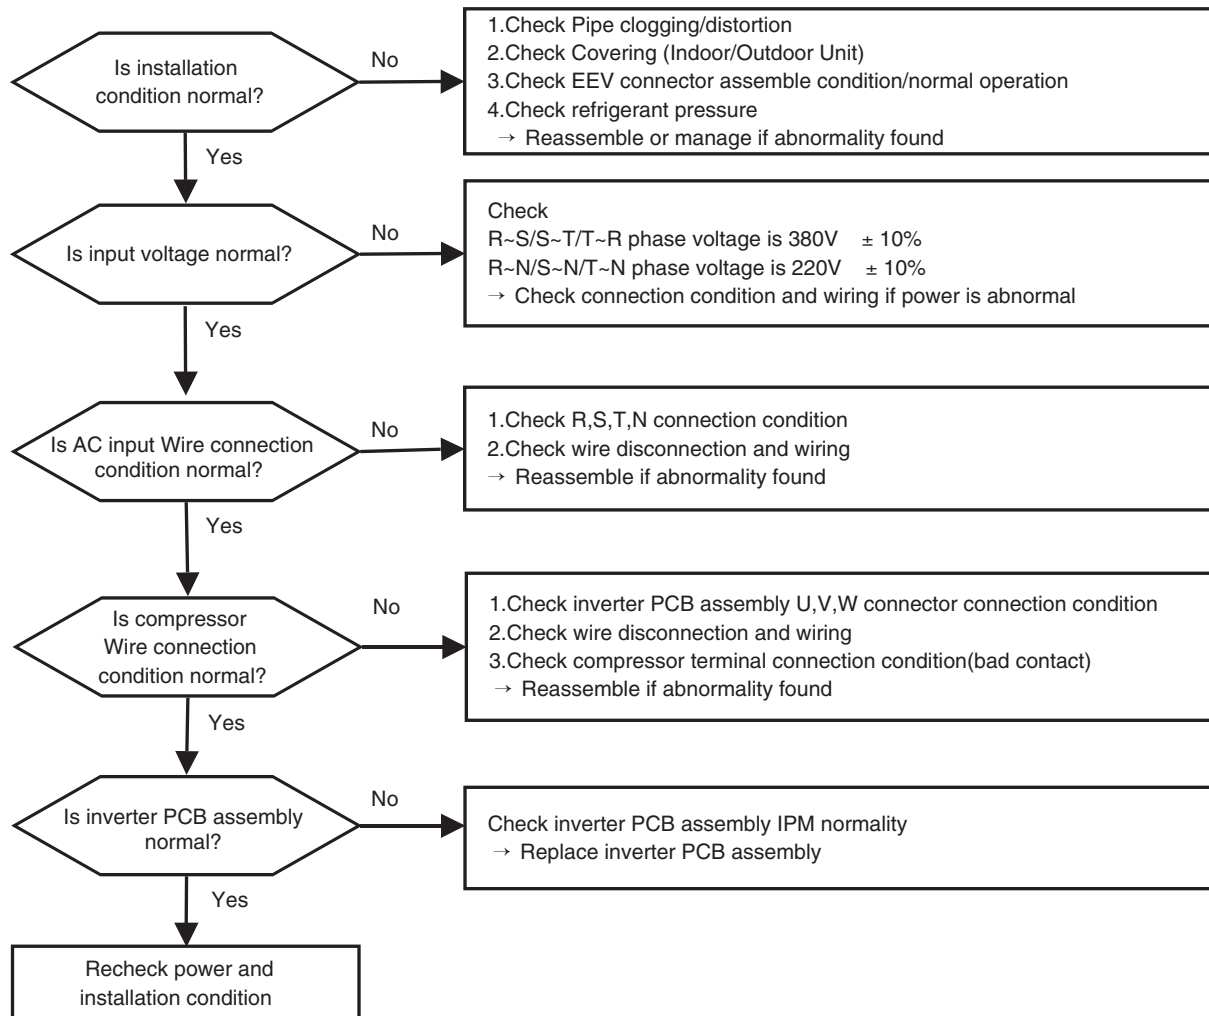 Is installation
condition normal?
No
1.Check Pipe clogging/distortion
2.Check Covering (Indoor/Outdoor Unit)
3.Check EEV connector assemble condition/normal operation
4.Check refrigerant pressure
→ Reassemble or manage if abnormality found
Yes
Is input voltage normal?
No
Check
R~S/S~T/T~R phase voltage is 380V ± 10%
R~N/S~N/T~N phase voltage is 220V ± 10%
→ Check connection condition and wiring if power is abnormal
Yes
Is AC input Wire connection
condition normal?
No
1.Check R,S,T,N connection condition
2.Check wire disconnection and wiring
→ Reassemble if abnormality found
Yes
Is compressor
Wire connection
condition normal?
No
1.Check inverter PCB assembly U,V,W connector connection condition
2.Check wire disconnection and wiring
3.Check compressor terminal connection condition(bad contact)
→ Reassemble if abnormality found
Yes
Is inverter PCB assembly
normal?
No
Check inverter PCB assembly IPM normality
→ Replace inverter PCB assembly
Yes
Recheck power and
installation condition